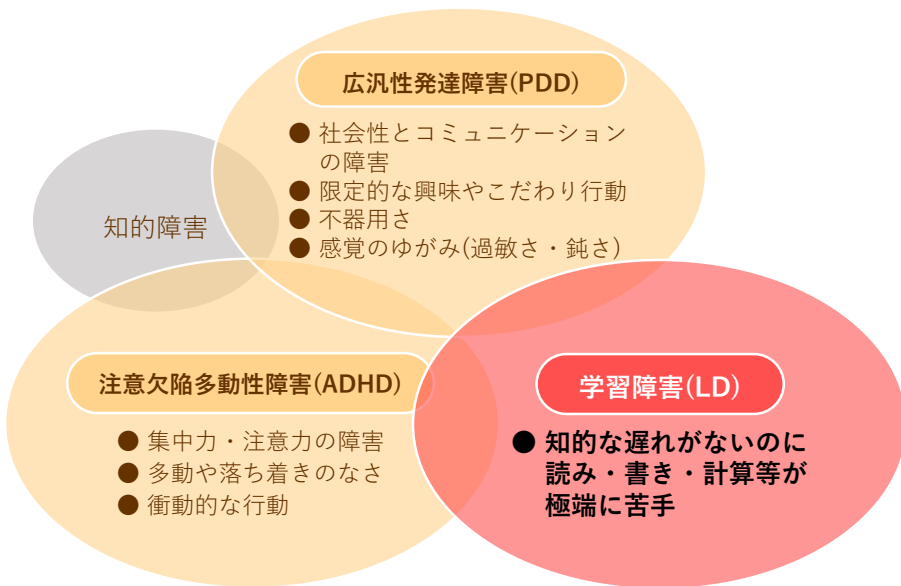 広汎性発達障害(PDD)
● 社会性とコミュニケーション
の障害
● 限定的な興味やこだわり行動
● 不器用さ
● 感覚のゆがみ(過敏さ・鈍さ)
知的障害
注意欠陥多動性障害(ADHD)
● 集中力・注意力の障害
● 多動や落ち着きのなさ
● 衝動的な行動
学習障害(LD)
● 知的な遅れがないのに
読み・書き・計算等が
極端に苦手